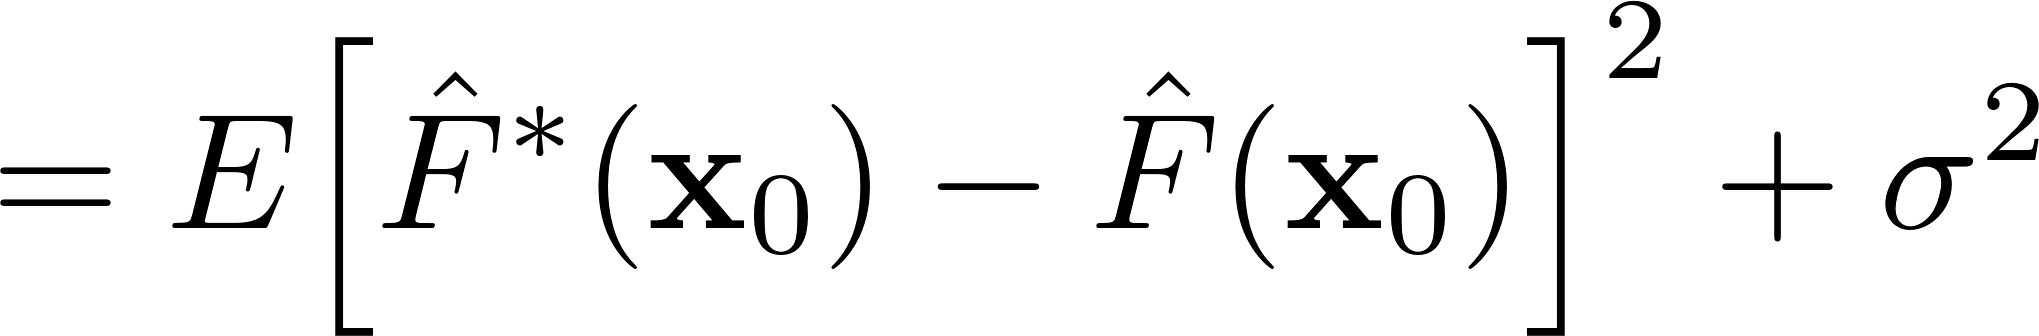 = E[F̂*(𝐱₀) − F̂(𝐱₀)]² + σ²